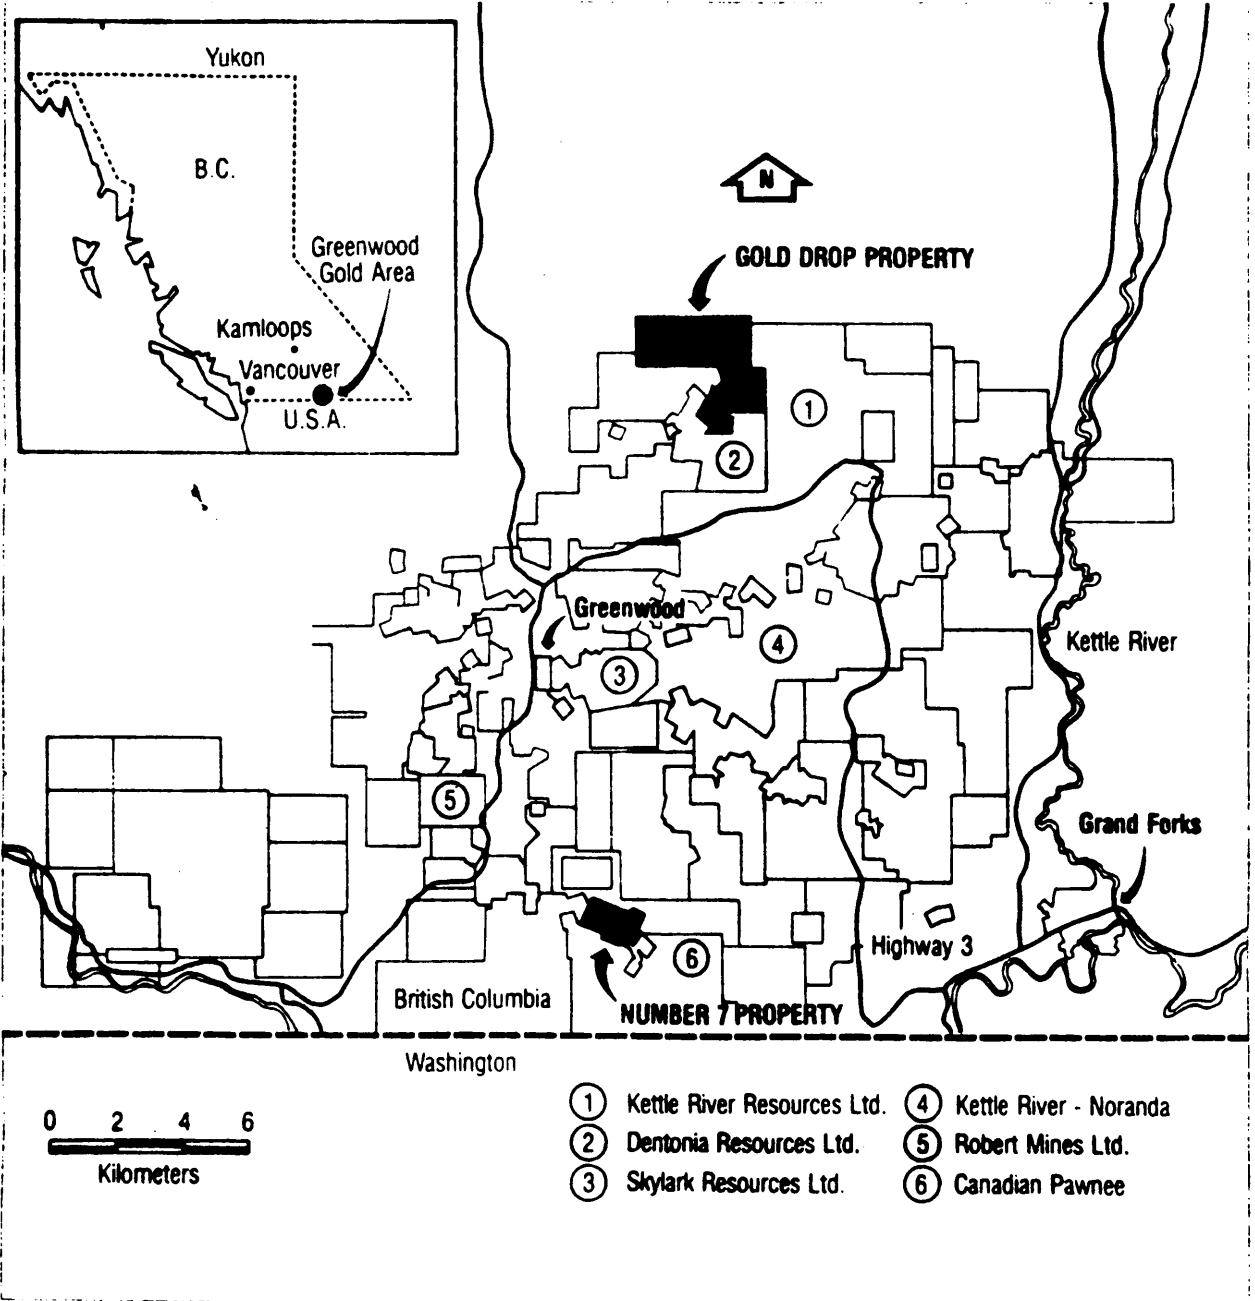 Yukon
B.C.
Greenwood
Gold Area
Kamloops
Vancouver
U.S.A.
N
GOLD DROP PROPERTY
1
2
Greenwood
3
4
Kettle River
5
Grand Forks
Highway 3
6
British Columbia
NUMBER 7 PROPERTY
Washington
0 2 4 6
Kilometers
1 Kettle River Resources Ltd.
2 Dentonia Resources Ltd.
3 Skylark Resources Ltd.
4 Kettle River - Noranda
5 Robert Mines Ltd.
6 Canadian Pawnee